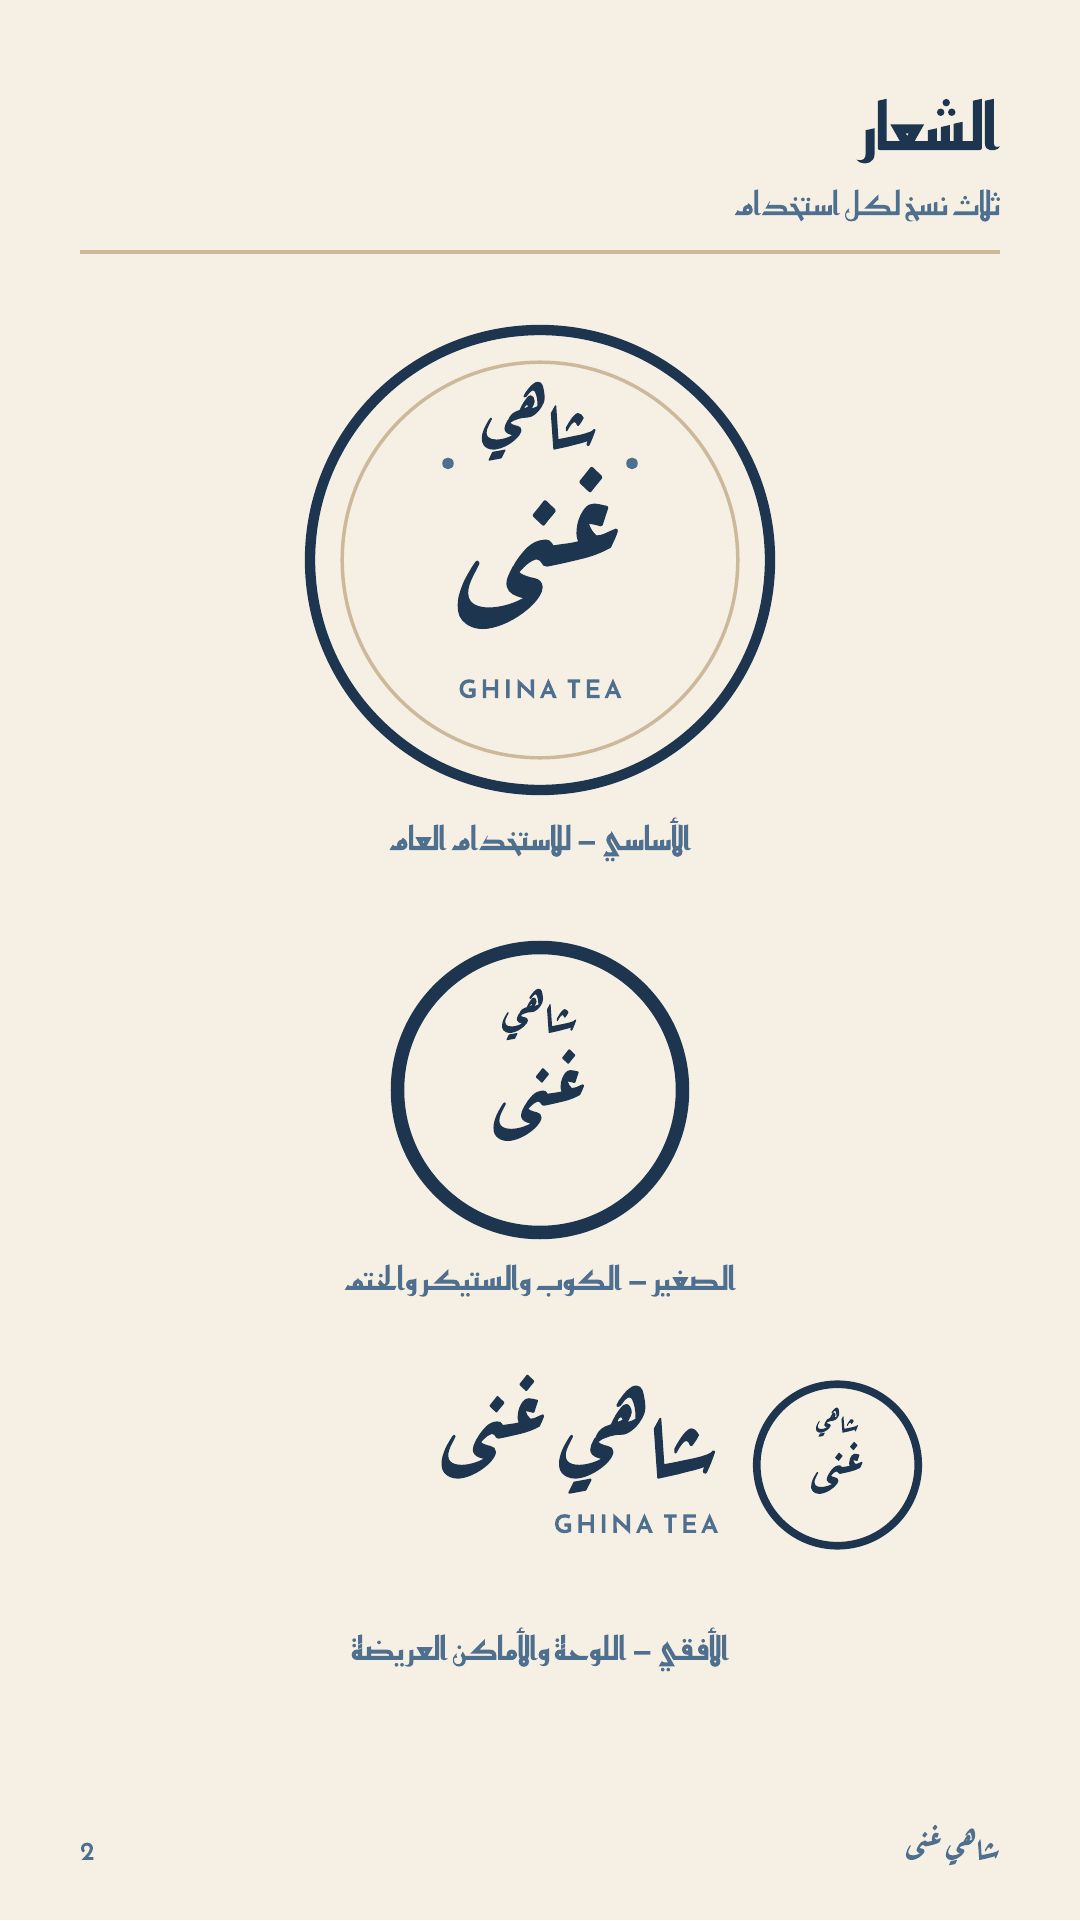 الشعار
ثلاث نسخ لكل استخدام
شاهي
غنى
GHINA TEA
الأساسي – للاستخدام العام
شاهي
غنى
الصغير – الكوب والستيكر والختم
شاهي
غنى
شاهي غنى
GHINA TEA
الأفقي – اللوحة والأماكن العريضة
شاهي غنى
2